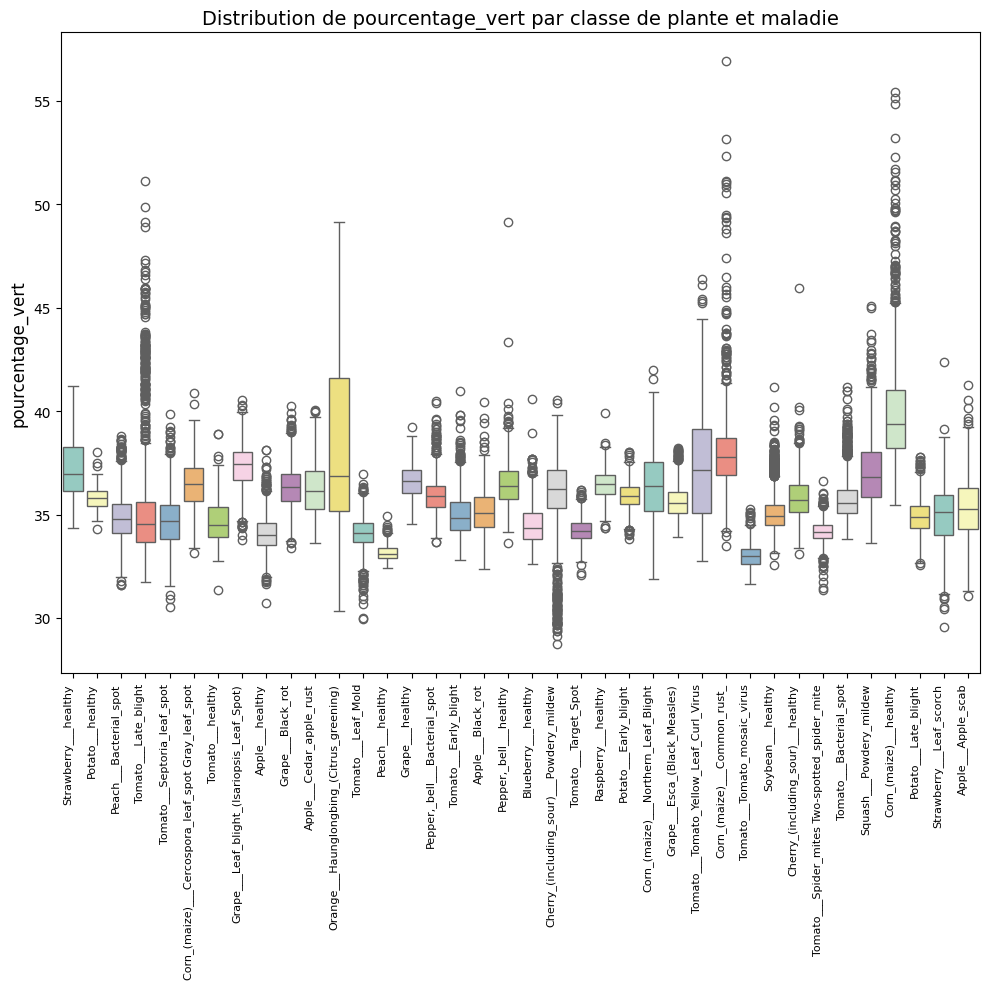 Distribution de pourcentage_vert par classe de plante et maladie
pourcentage_vert
55
50
45
40
35
30
Strawberry___healthy
Potato___healthy
Peach___Bacterial_spot
Tomato___Late_blight
Tomato___Septoria_leaf_spot
Corn_(maize)___Cercospora_leaf_spot Gray_leaf_spot
Tomato___healthy
Grape___Leaf_blight_(Isariopsis_Leaf_Spot)
Apple___healthy
Grape___Black_rot
Apple___Cedar_apple_rust
Orange___Haunglongbing_(Citrus_greening)
Tomato___Leaf_Mold
Peach___healthy
Grape___healthy
Pepper,_bell___Bacterial_spot
Tomato___Early_blight
Apple___Black_rot
Pepper,_bell___healthy
Blueberry___healthy
Cherry_(including_sour)___Powdery_mildew
Tomato___Target_Spot
Raspberry___healthy
Potato___Early_blight
Corn_(maize)___Northern_Leaf_Blight
Grape___Esca_(Black_Measles)
Tomato___Tomato_Yellow_Leaf_Curl_Virus
Corn_(maize)___Common_rust_
Tomato___Tomato_mosaic_virus
Soybean___healthy
Cherry_(including_sour)___healthy
Tomato___Spider_mites Two-spotted_spider_mite
Tomato___Bacterial_spot
Squash___Powdery_mildew
Corn_(maize)___healthy
Potato___Late_blight
Strawberry___Leaf_scorch
Apple___Apple_scab